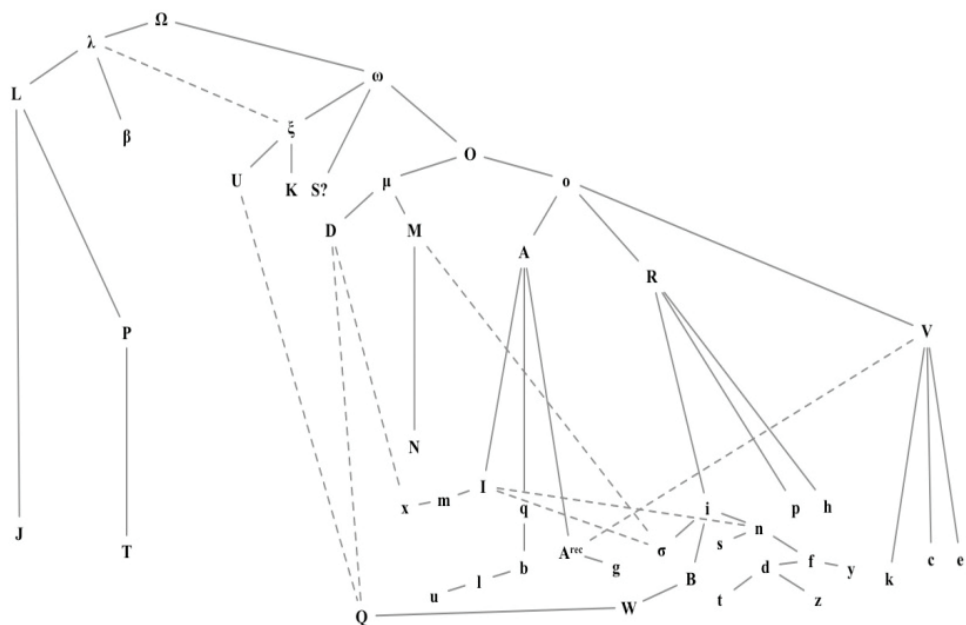 Ω
λ
ω
L
β
ξ
O
U
K
S?
μ
ο
D
M
A
R
P
V
N
I
x
m
q
i
p
h
J
T
s
n
A^rec
g
σ
b
l
u
B
d
f
y
k
c
e
Q
W
t
z